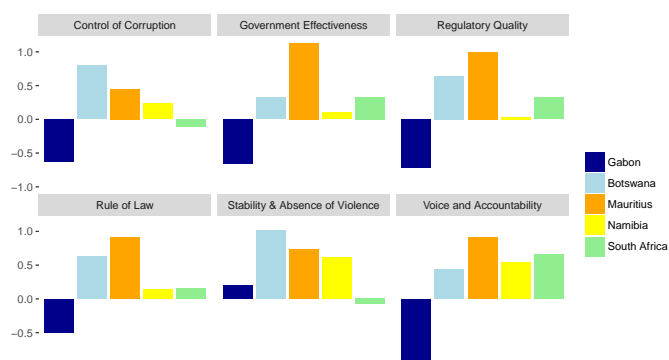 Control of Corruption
Government Effectiveness
Regulatory Quality
1.0
0.5
0.0
−0.5
−1.0
Rule of Law
Stability & Absence of Violence
Voice and Accountability
1.0
0.5
0.0
−0.5
Gabon
Botswana
Mauritius
Namibia
South Africa